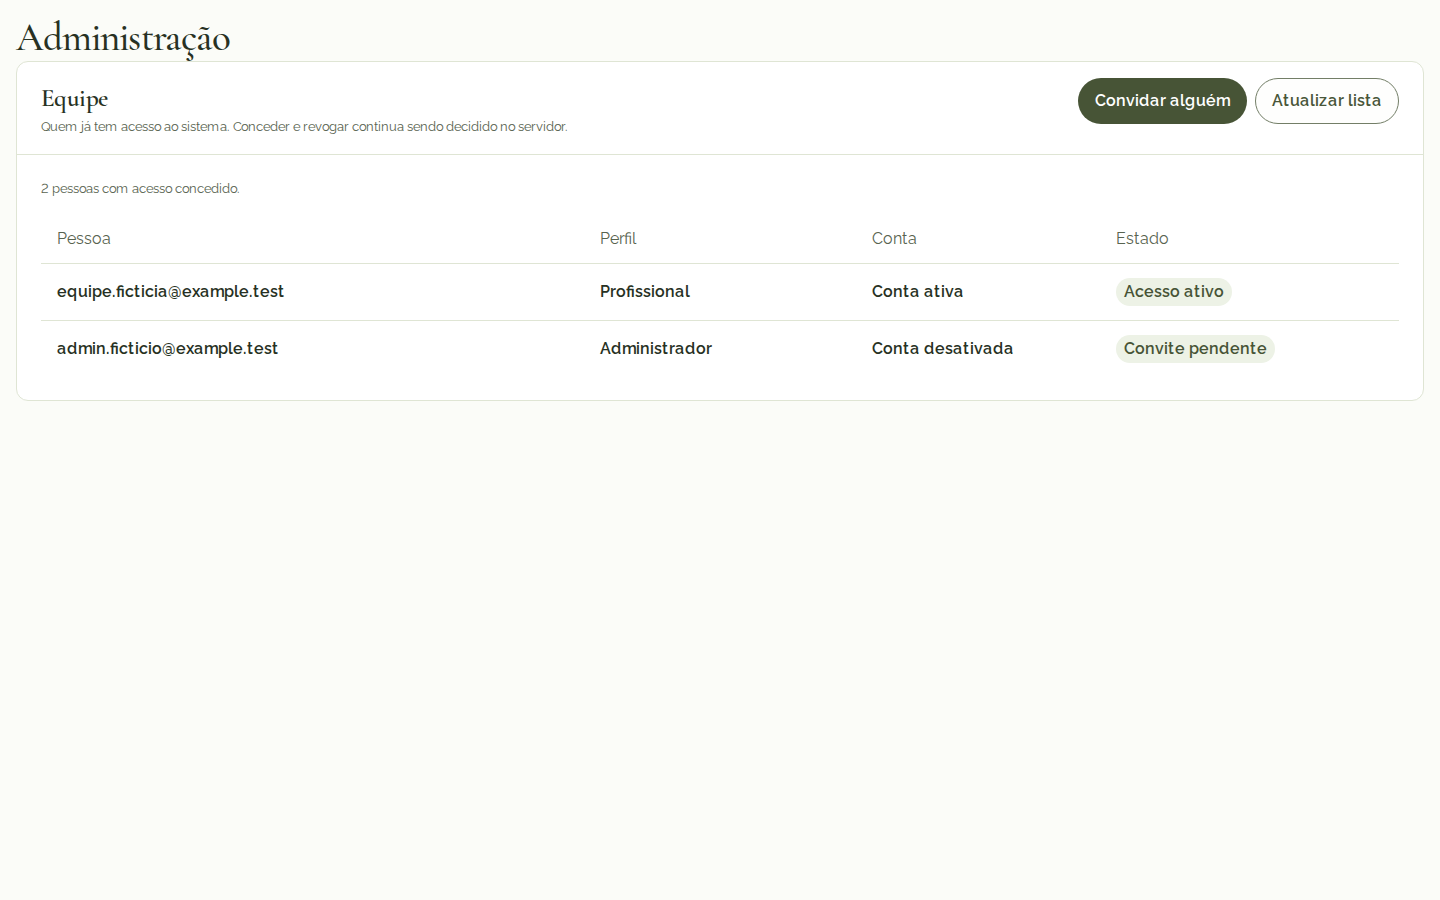 Administração
Equipe
Convidar alguém
Atualizar lista
Quem já tem acesso ao sistema. Conceder e revogar continua sendo decidido no servidor.
2 pessoas com acesso concedido.
Pessoa Perfil Conta Estado
equipe.ficticia@example.test Profissional Conta ativa Acesso ativo
admin.ficticio@example.test Administrador Conta desativada Convite pendente